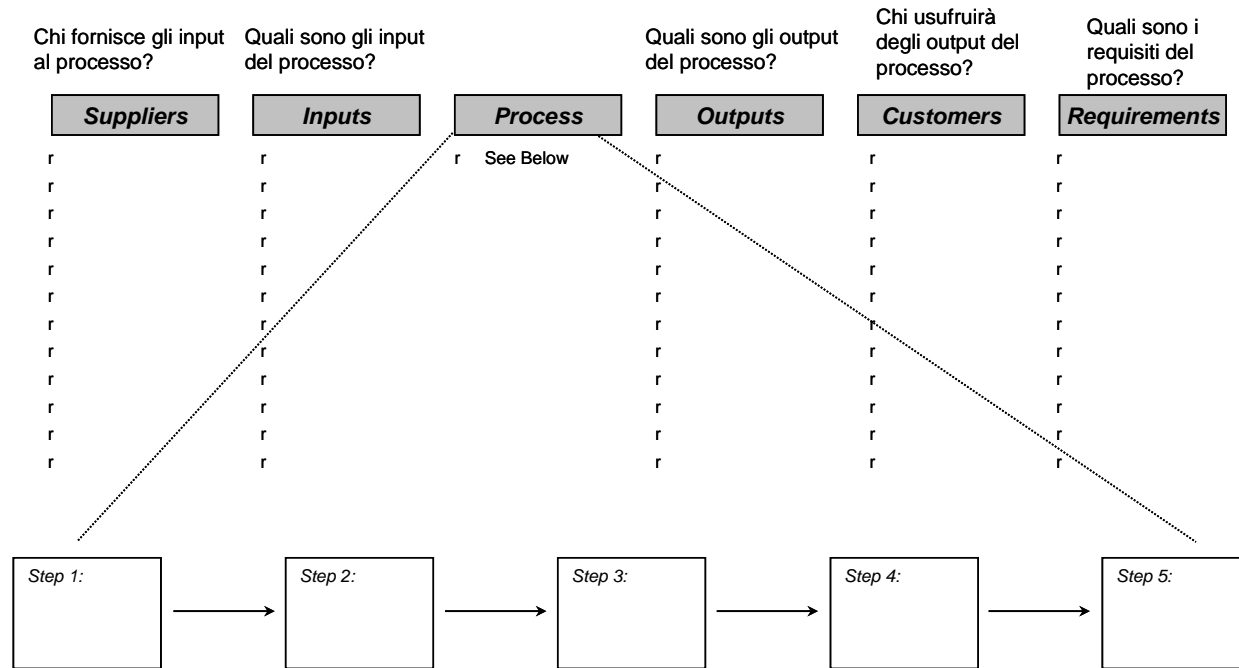 Chi fornisce gli input
al processo?
Quali sono gli input
del processo?
Quali sono gli output
del processo?
Chi usufruirà
degli output del
processo?
Quali sono i
requisiti del
processo?
Suppliers
Inputs
Process
Outputs
Customers
Requirements
r r r See Below r r r
r r r r r
r r r r r
r r r r r
r r r r r
r r r r r
r r r r r
r r r r r
r r r r r
r r r r r
r r r r r
r r r r r
Step 1:
Step 2:
Step 3:
Step 4:
Step 5: